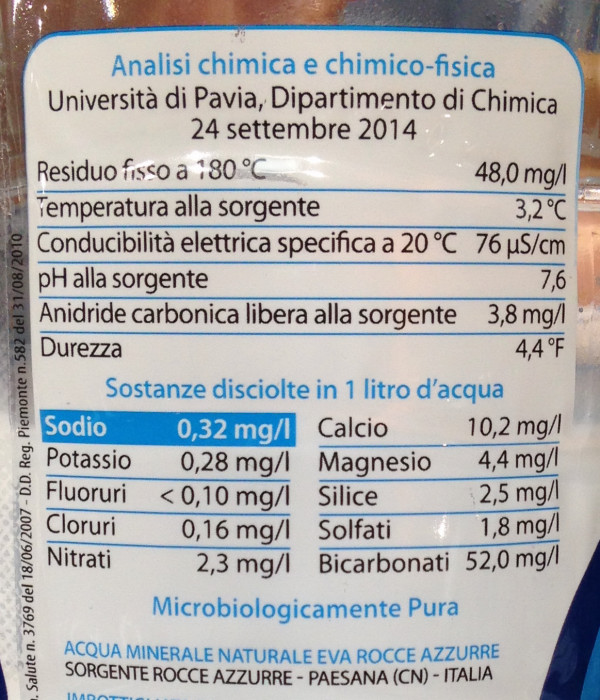 Analisi chimica e chimico-fisica
Università di Pavia, Dipartimento di Chimica
24 settembre 2014
Residuo fisso a 180 °C 48,0 mg/l
Temperatura alla sorgente 3,2 °C
Conducibilità elettrica specifica a 20 °C 76 µS/cm
pH alla sorgente 7,6
Anidride carbonica libera alla sorgente 3,8 mg/l
Durezza 4,4 °F
Sostanze disciolte in 1 litro d'acqua
Sodio 0,32 mg/l Calcio 10,2 mg/l
Potassio 0,28 mg/l Magnesio 4,4 mg/l
Fluoruri < 0,10 mg/l Silice 2,5 mg/l
Cloruri 0,16 mg/l Solfati 1,8 mg/l
Nitrati 2,3 mg/l Bicarbonati 52,0 mg/l
Microbiologicamente Pura
ACQUA MINERALE NATURALE EVA ROCCE AZZURRE
SORGENTE ROCCE AZZURRE - PAESANA (CN) - ITALIA
. Salute n. 3769 del 18/06/2007 - D.D. Reg. Piemonte n.582 del 31/08/2010